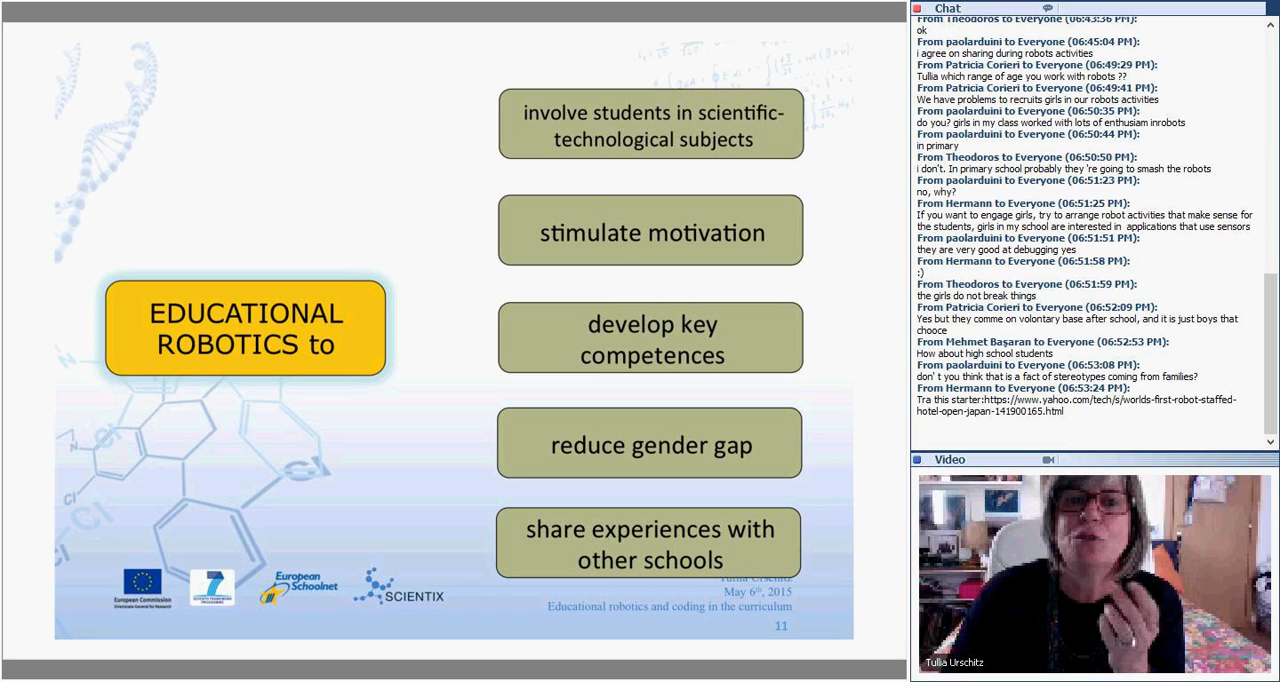 involve students in scientific-
technological subjects
stimulate motivation
EDUCATIONAL
ROBOTICS to
develop key
competences
reduce gender gap
share experiences with
other schools
Tullia Urschitz
May 6th, 2015
Educational robotics and coding in the curriculum
11
European Commission
Directorate-General for Research
7
SEVENTH FRAMEWORK
PROGRAMME
European
Schoolnet
SCIENTIX
Cl
Cl
Cl
Cl
Cl
N
Chat
From Theodoros to Everyone (06:43:36 PM):
ok
From paolarduini to Everyone (06:45:04 PM):
i agree on sharing during robots activities
From Patricia Corieri to Everyone (06:49:29 PM):
Tullia which range of age you work with robots ??
From Patricia Corieri to Everyone (06:49:41 PM):
We have problems to recruits girls in our robots activities
From paolarduini to Everyone (06:50:35 PM):
do you? girls in my class worked with lots of enthusiam inrobots
From paolarduini to Everyone (06:50:44 PM):
in primary
From Theodoros to Everyone (06:50:50 PM):
i don't. In primary school probably they 're going to smash the robots
From paolarduini to Everyone (06:51:23 PM):
no, why?
From Hermann to Everyone (06:51:25 PM):
If you want to engage girls, try to arrange robot activities that make sense for
the students, girls in my school are interested in applications that use sensors
From paolarduini to Everyone (06:51:51 PM):
they are very good at debugging yes
From Hermann to Everyone (06:51:58 PM):
:)
From Theodoros to Everyone (06:51:59 PM):
the girls do not break things
From Patricia Corieri to Everyone (06:52:09 PM):
Yes but they comme on volontary base after school, and it is just boys that
chooce
From Mehmet Başaran to Everyone (06:52:53 PM):
How about high school students
From paolarduini to Everyone (06:53:08 PM):
don' t you think that is a fact of stereotypes coming from families?
From Hermann to Everyone (06:53:24 PM):
Tra this starter:https://www.yahoo.com/tech/s/worlds-first-robot-staffed-
hotel-open-japan-141900165.html
Video
Tullia Urschitz